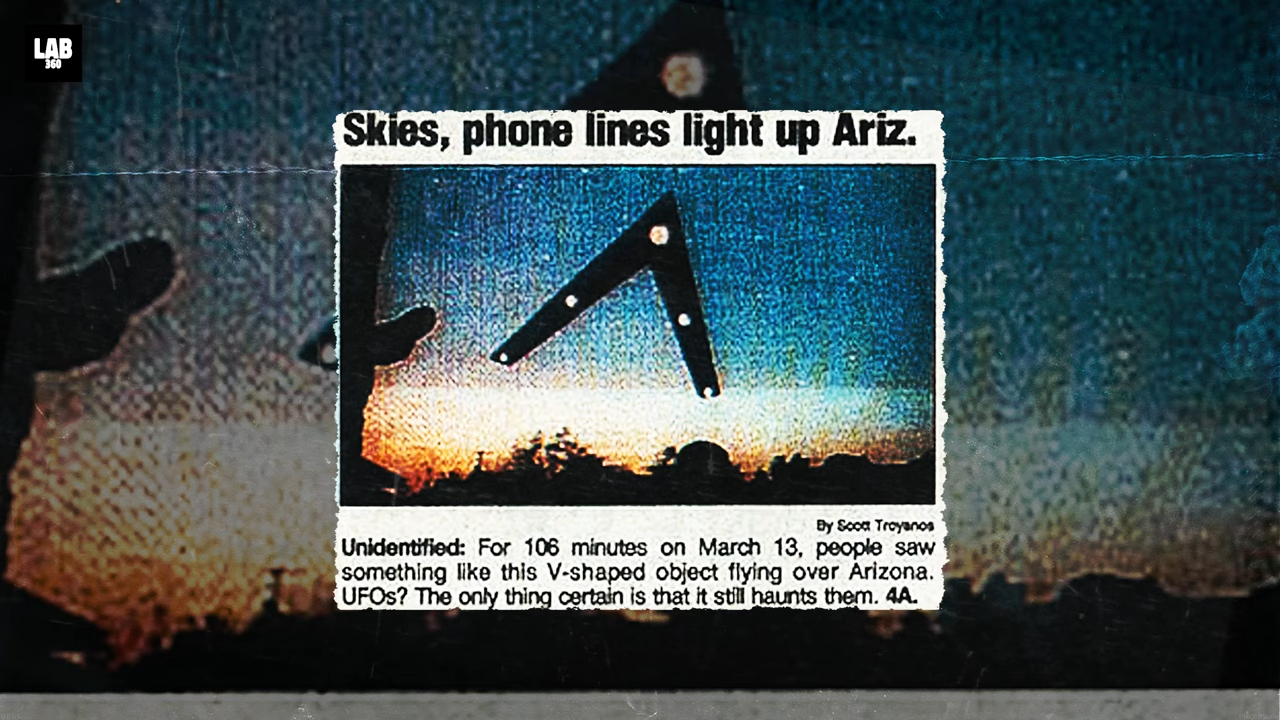 LAB
360
Skies, phone lines light up Ariz.
By Scott Troyanos
Unidentified: For 106 minutes on March 13, people saw
something like this V-shaped object flying over Arizona.
UFOs? The only thing certain is that it still haunts them. 4A.